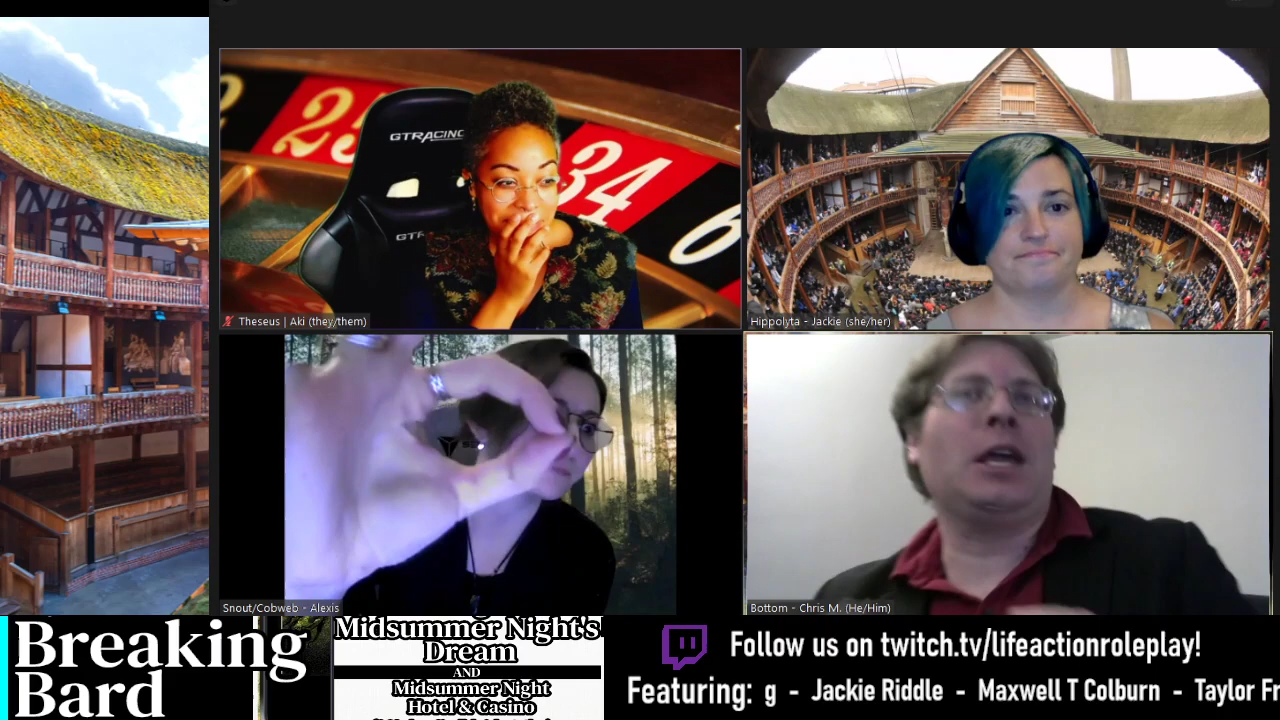 25
GTRACING
34
6
GTR
Theseus | Aki (they/them)
Hippolyta - Jackie (she/her)
Snout/Cobweb - Alexis
Bottom - Chris M. (He/Him)
Breaking
Bard
Midsummer Night's
Dream
AND
Midsummer Night
Hotel & Casino
Follow us on twitch.tv/lifeactionroleplay!
Featuring: g - Jackie Riddle - Maxwell T Colburn - Taylor Fr